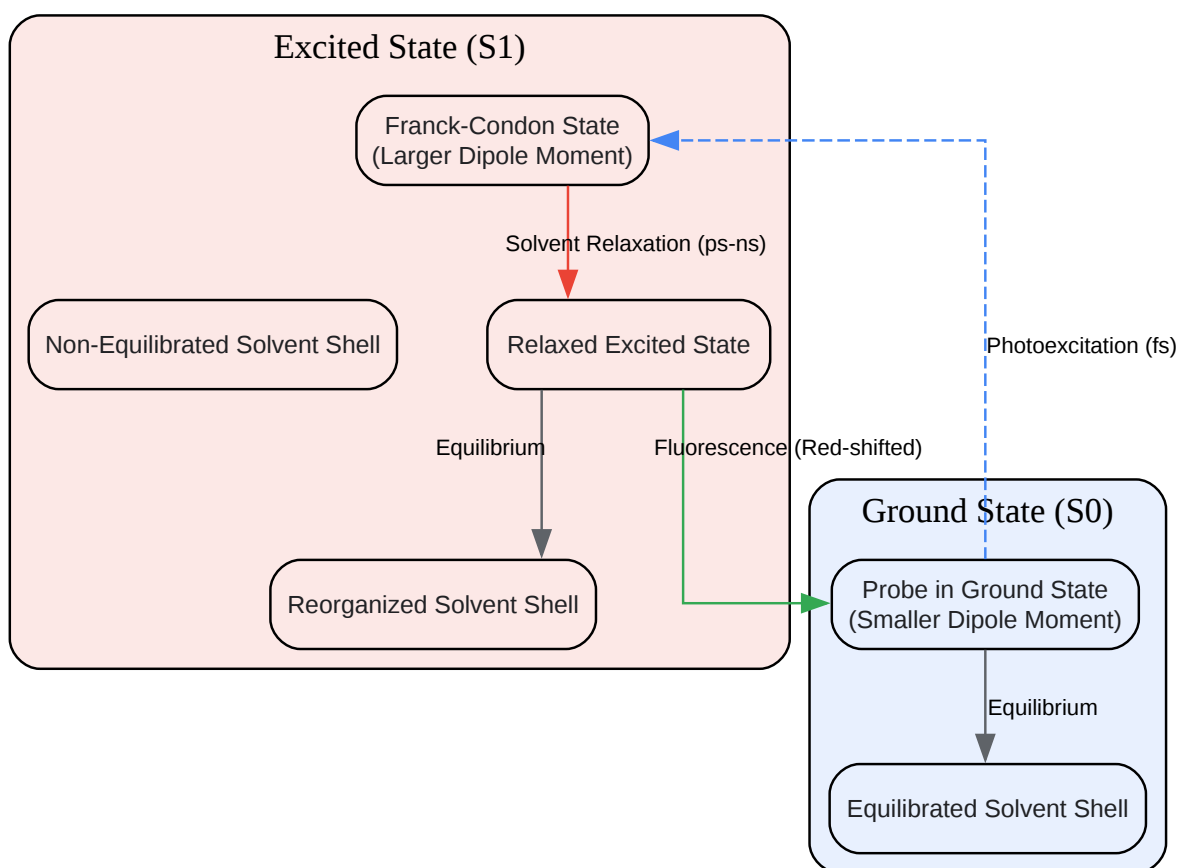 Excited State (S1)
Franck-Condon State
(Larger Dipole Moment)
Solvent Relaxation (ps-ns)
Non-Equilibrated Solvent Shell
Relaxed Excited State
Photoexcitation (fs)
Equilibrium
Fluorescence (Red-shifted)
Ground State (S0)
Reorganized Solvent Shell
Probe in Ground State
(Smaller Dipole Moment)
Equilibrium
Equilibrated Solvent Shell